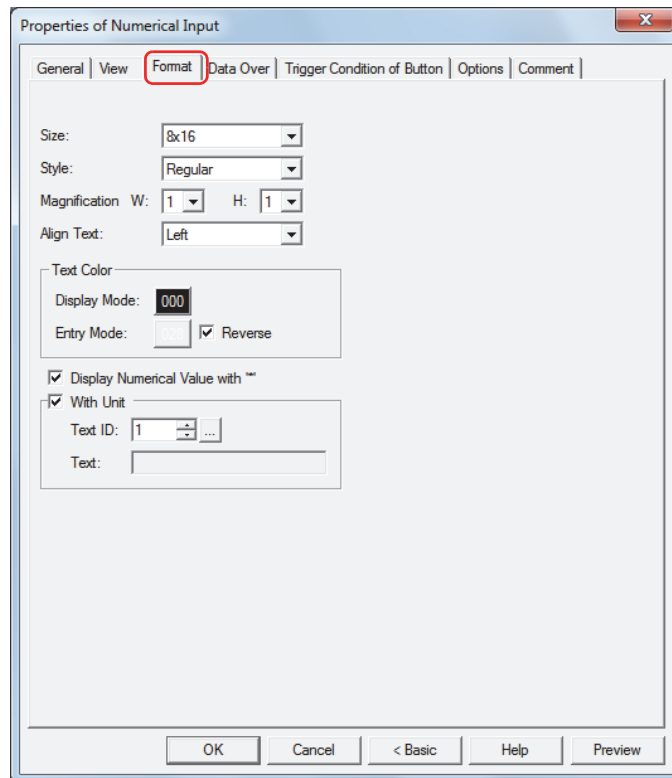 Properties of Numerical Input
General View Format Data Over Trigger Condition of Button Options Comment
Size: 8x16
Style: Regular
Magnification W: 1 H: 1
Align Text: Left
Text Color
Display Mode: 000
Entry Mode: Reverse
Display Numerical Value with "*"
With Unit
Text ID: 1 ...
Text:
OK Cancel < Basic Help Preview